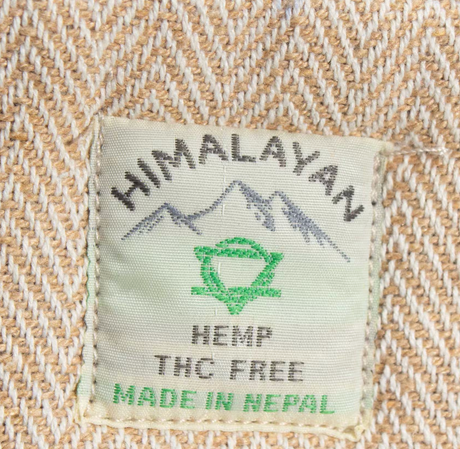 HIMALAYAN
HEMP
THC FREE
MADE IN NEPAL